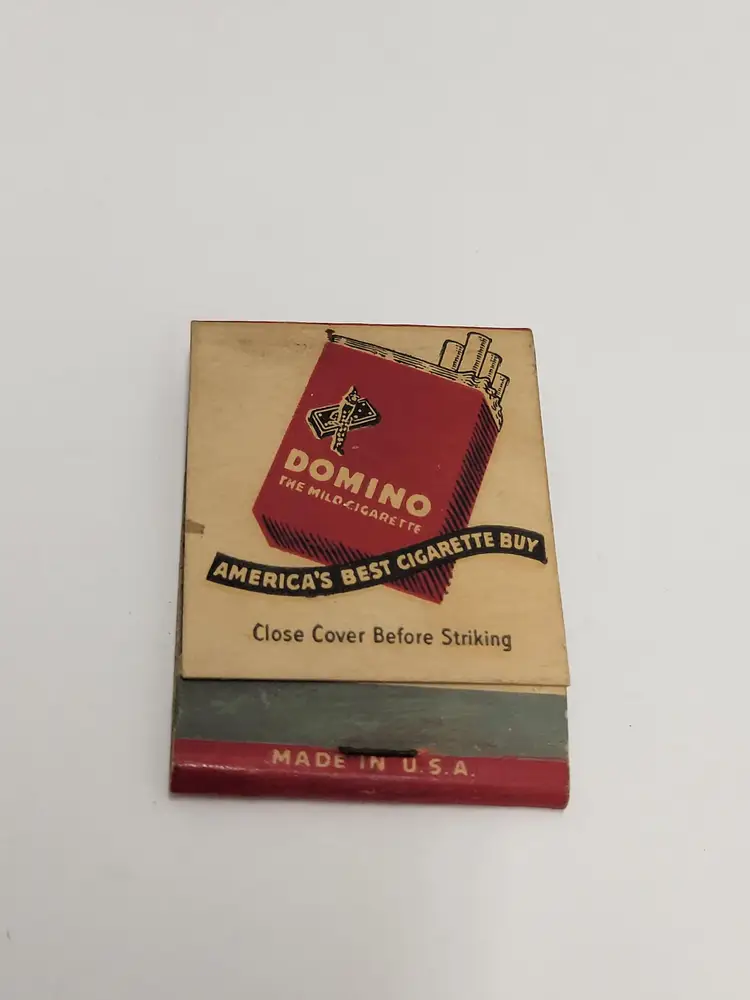 DOMINO
THE MILD-CIGARETTE
AMERICA'S BEST CIGARETTE BUY
Close Cover Before Striking
MADE IN U.S.A.